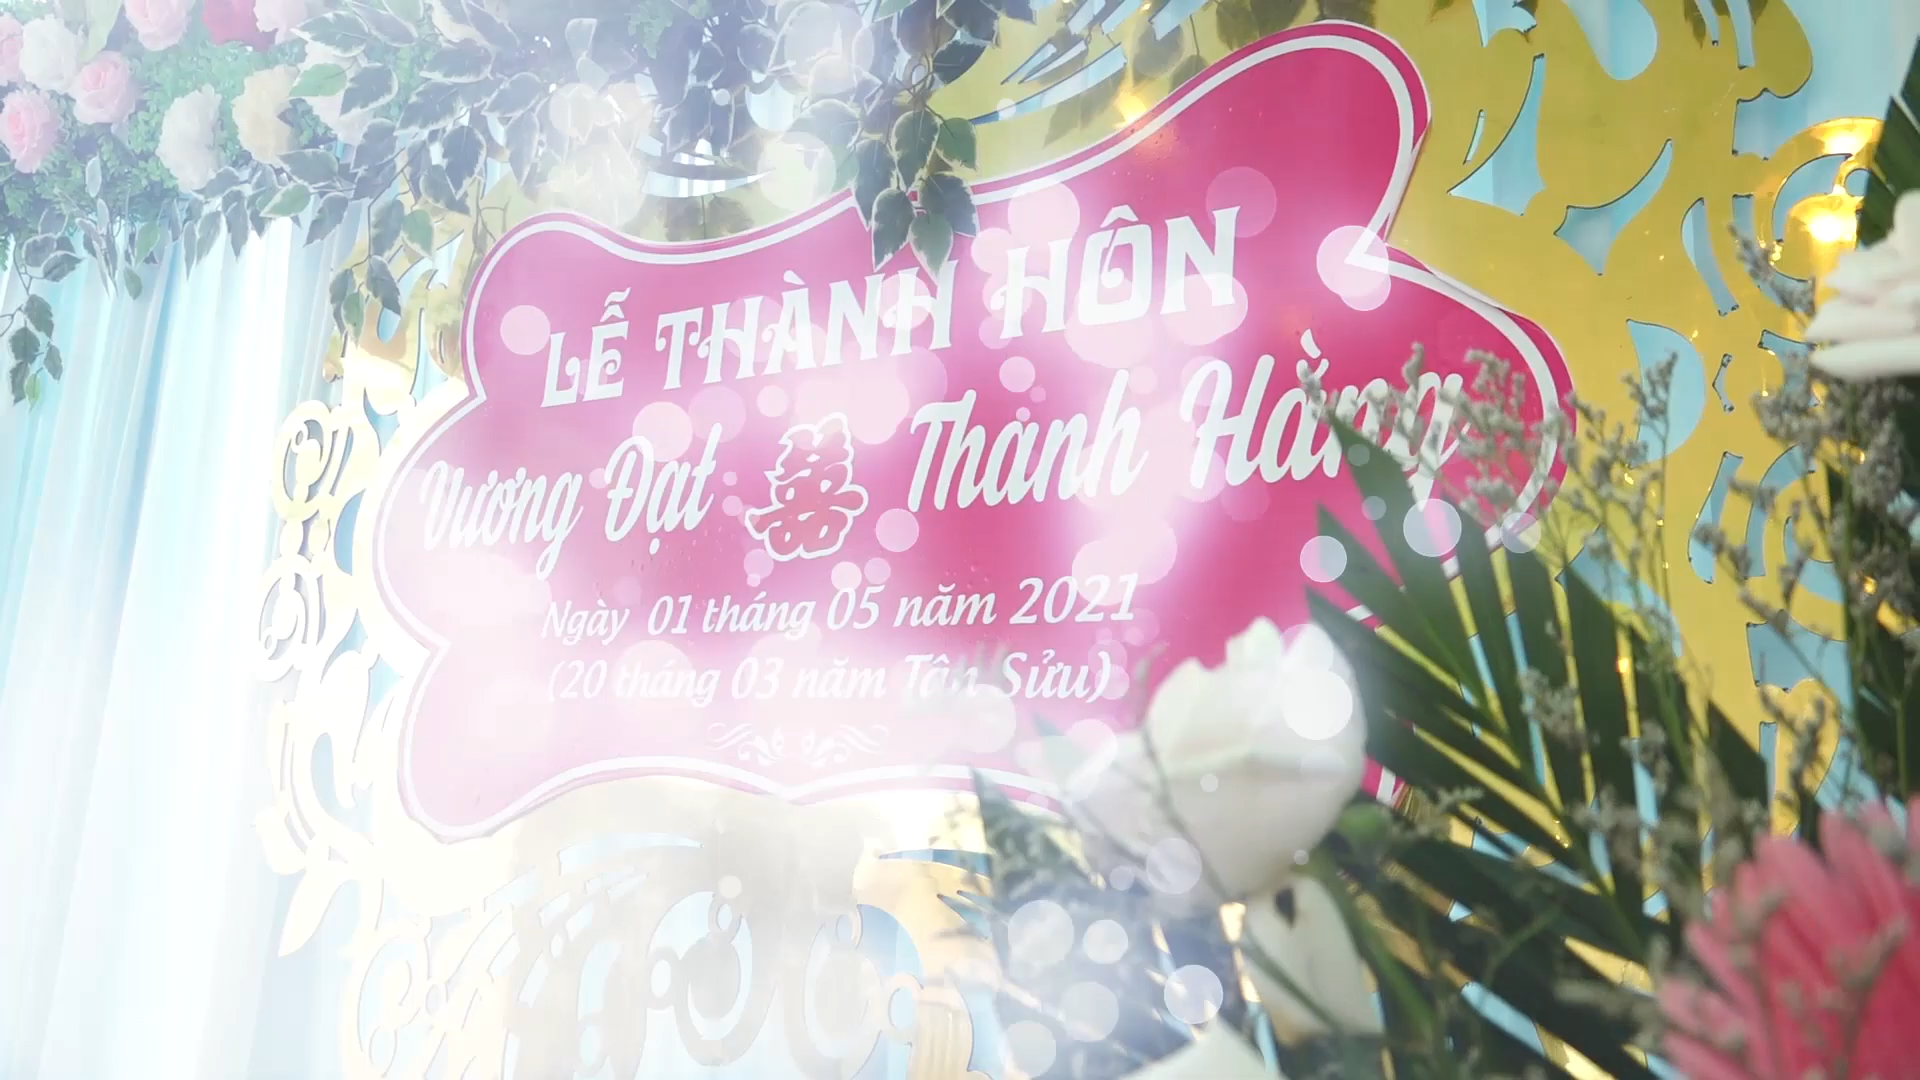 LỄ THÀNH HÔN
Vương Đạt 囍 Thanh Hằng
Ngày 01 tháng 05 năm 2021
(20 tháng 03 năm Tân Sửu)